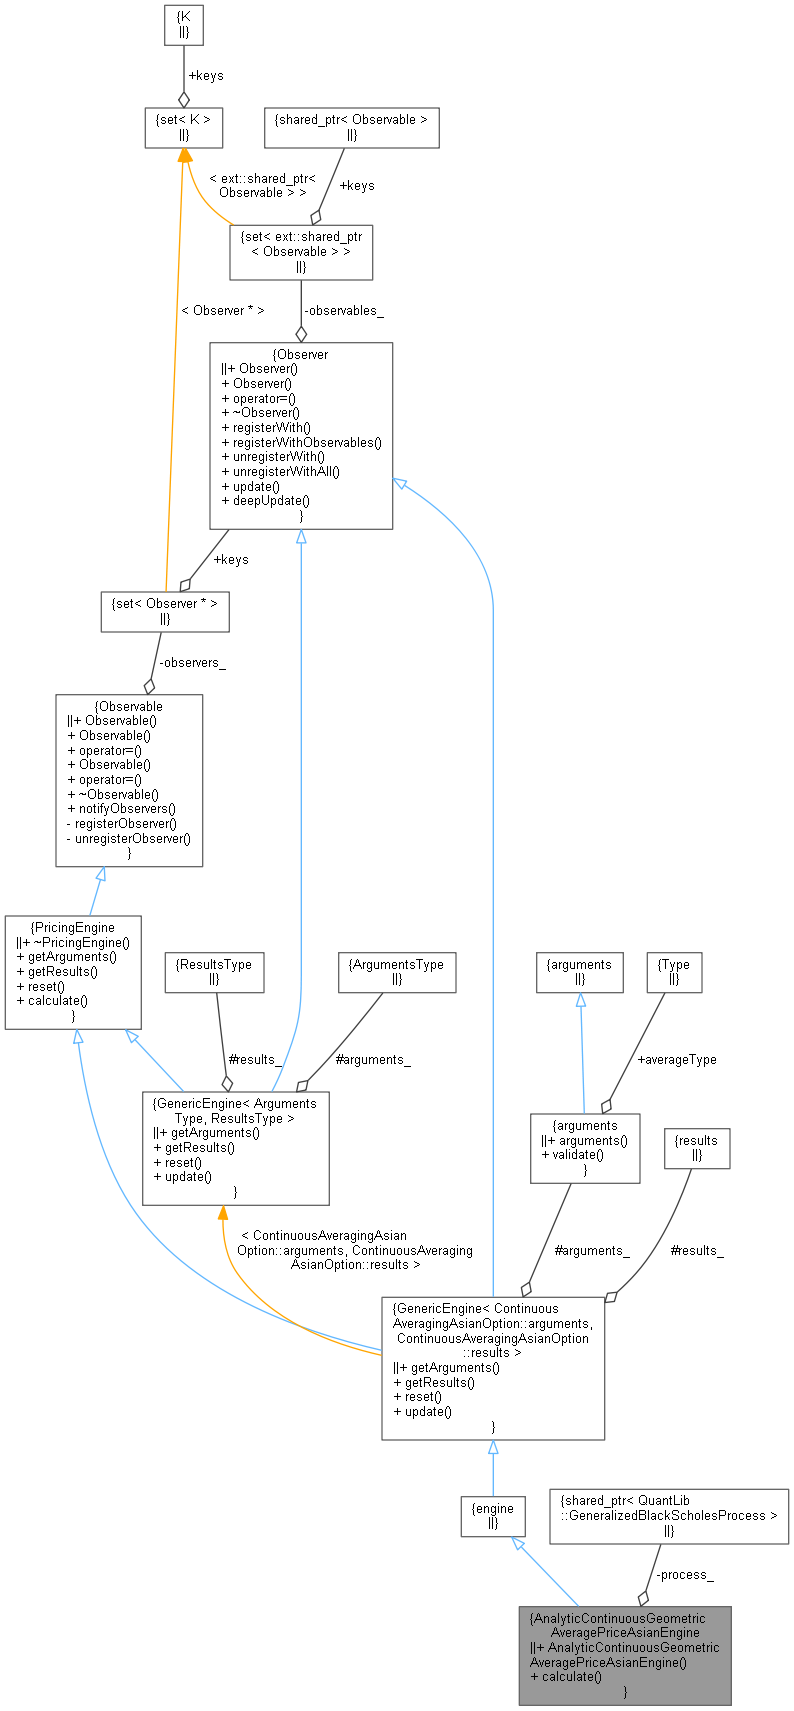 {K
||}
+keys
{set< K >
||}
{shared_ptr< Observable >
||}
< ext::shared_ptr<
Observable > >
+keys
{set< ext::shared_ptr
< Observable > >
||}
< Observer * >
-observables_
{Observer
||+ Observer()
+ Observer()
+ operator=()
+ ~Observer()
+ registerWith()
+ registerWithObservables()
+ unregisterWith()
+ unregisterWithAll()
+ update()
+ deepUpdate()
}
+keys
{set< Observer * >
||}
-observers_
{Observable
||+ Observable()
+ Observable()
+ operator=()
+ Observable()
+ operator=()
+ ~Observable()
+ notifyObservers()
- registerObserver()
- unregisterObserver()
}
{PricingEngine
||+ ~PricingEngine()
+ getArguments()
+ getResults()
+ reset()
+ calculate()
}
{ResultsType
||}
{ArgumentsType
||}
{arguments
||}
{Type
||}
#results_
#arguments_
+averageType
{GenericEngine< Arguments
Type, ResultsType >
||+ getArguments()
+ getResults()
+ reset()
+ update()
}
{arguments
||+ arguments()
+ validate()
}
{results
||}
< ContinuousAveragingAsian
Option::arguments, ContinuousAveraging
AsianOption::results >
#arguments_
#results_
{GenericEngine< Continuous
AveragingAsianOption::arguments,
ContinuousAveragingAsianOption
::results >
||+ getArguments()
+ getResults()
+ reset()
+ update()
}
{engine
||}
{shared_ptr< QuantLib
::GeneralizedBlackScholesProcess >
||}
-process_
{AnalyticContinuousGeometric
AveragePriceAsianEngine
||+ AnalyticContinuousGeometric
AveragePriceAsianEngine()
+ calculate()
}